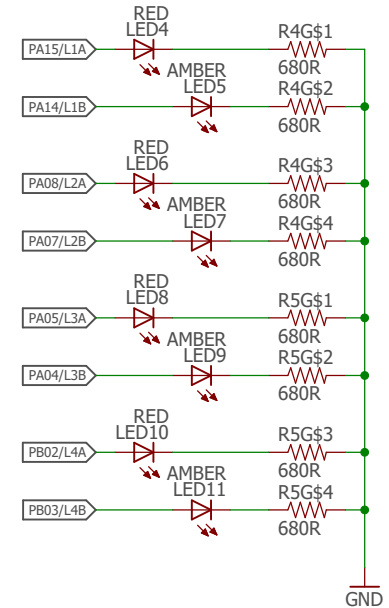 RED
LED4
R4G$1
PA15/L1A
680R
AMBER
LED5
R4G$2
PA14/L1B
680R
RED
LED6
R4G$3
PA08/L2A
680R
AMBER
LED7
R4G$4
PA07/L2B
680R
RED
LED8
R5G$1
PA05/L3A
680R
AMBER
LED9
R5G$2
PA04/L3B
680R
RED
LED10
R5G$3
PB02/L4A
680R
AMBER
LED11
R5G$4
PB03/L4B
680R
GND